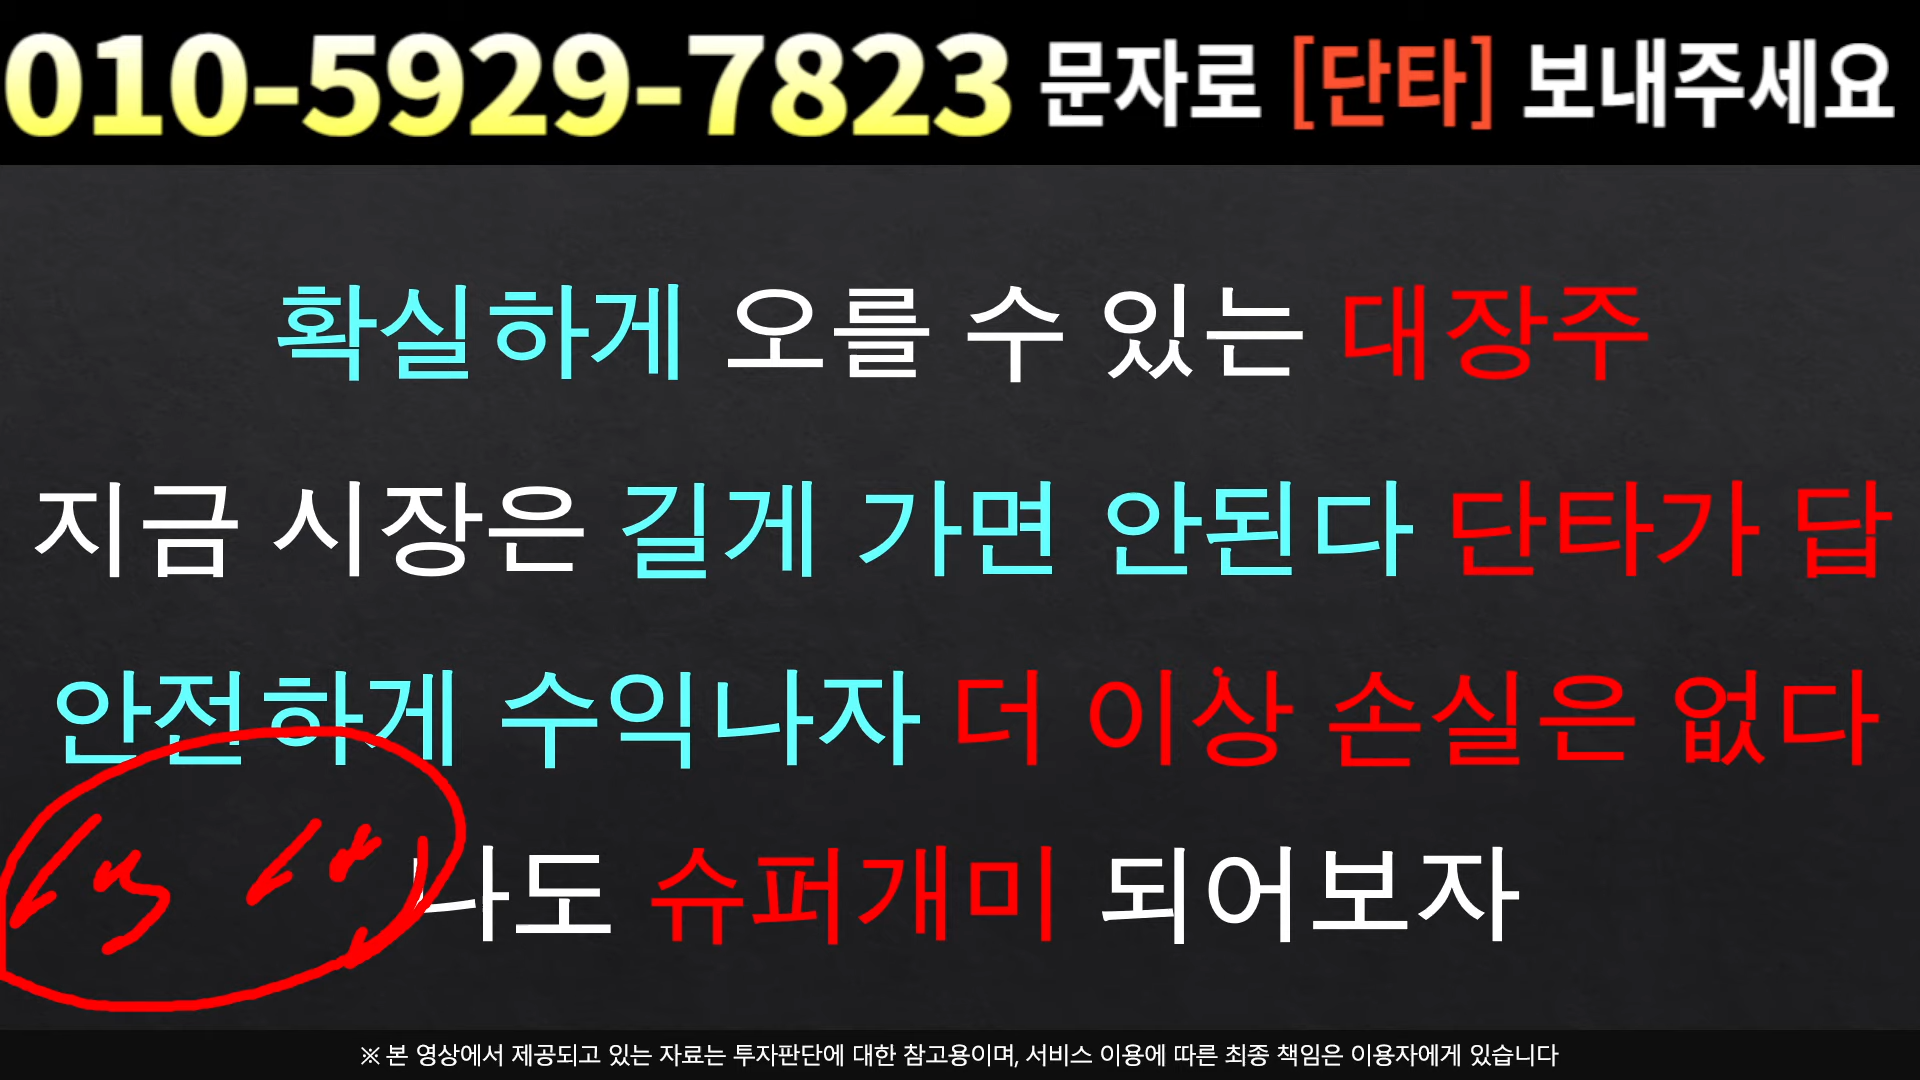 010-5929-7823 문자로 [단타] 보내주세요
확실하게 오를 수 있는 대장주
지금 시장은 길게 가면 안된다 단타가 답
안전하게 수익나자 더 이상 손실은 없다
나도 슈퍼개미 되어보자
※ 본 영상에서 제공되고 있는 자료는 투자판단에 대한 참고용이며, 서비스 이용에 따른 최종 책임은 이용자에게 있습니다